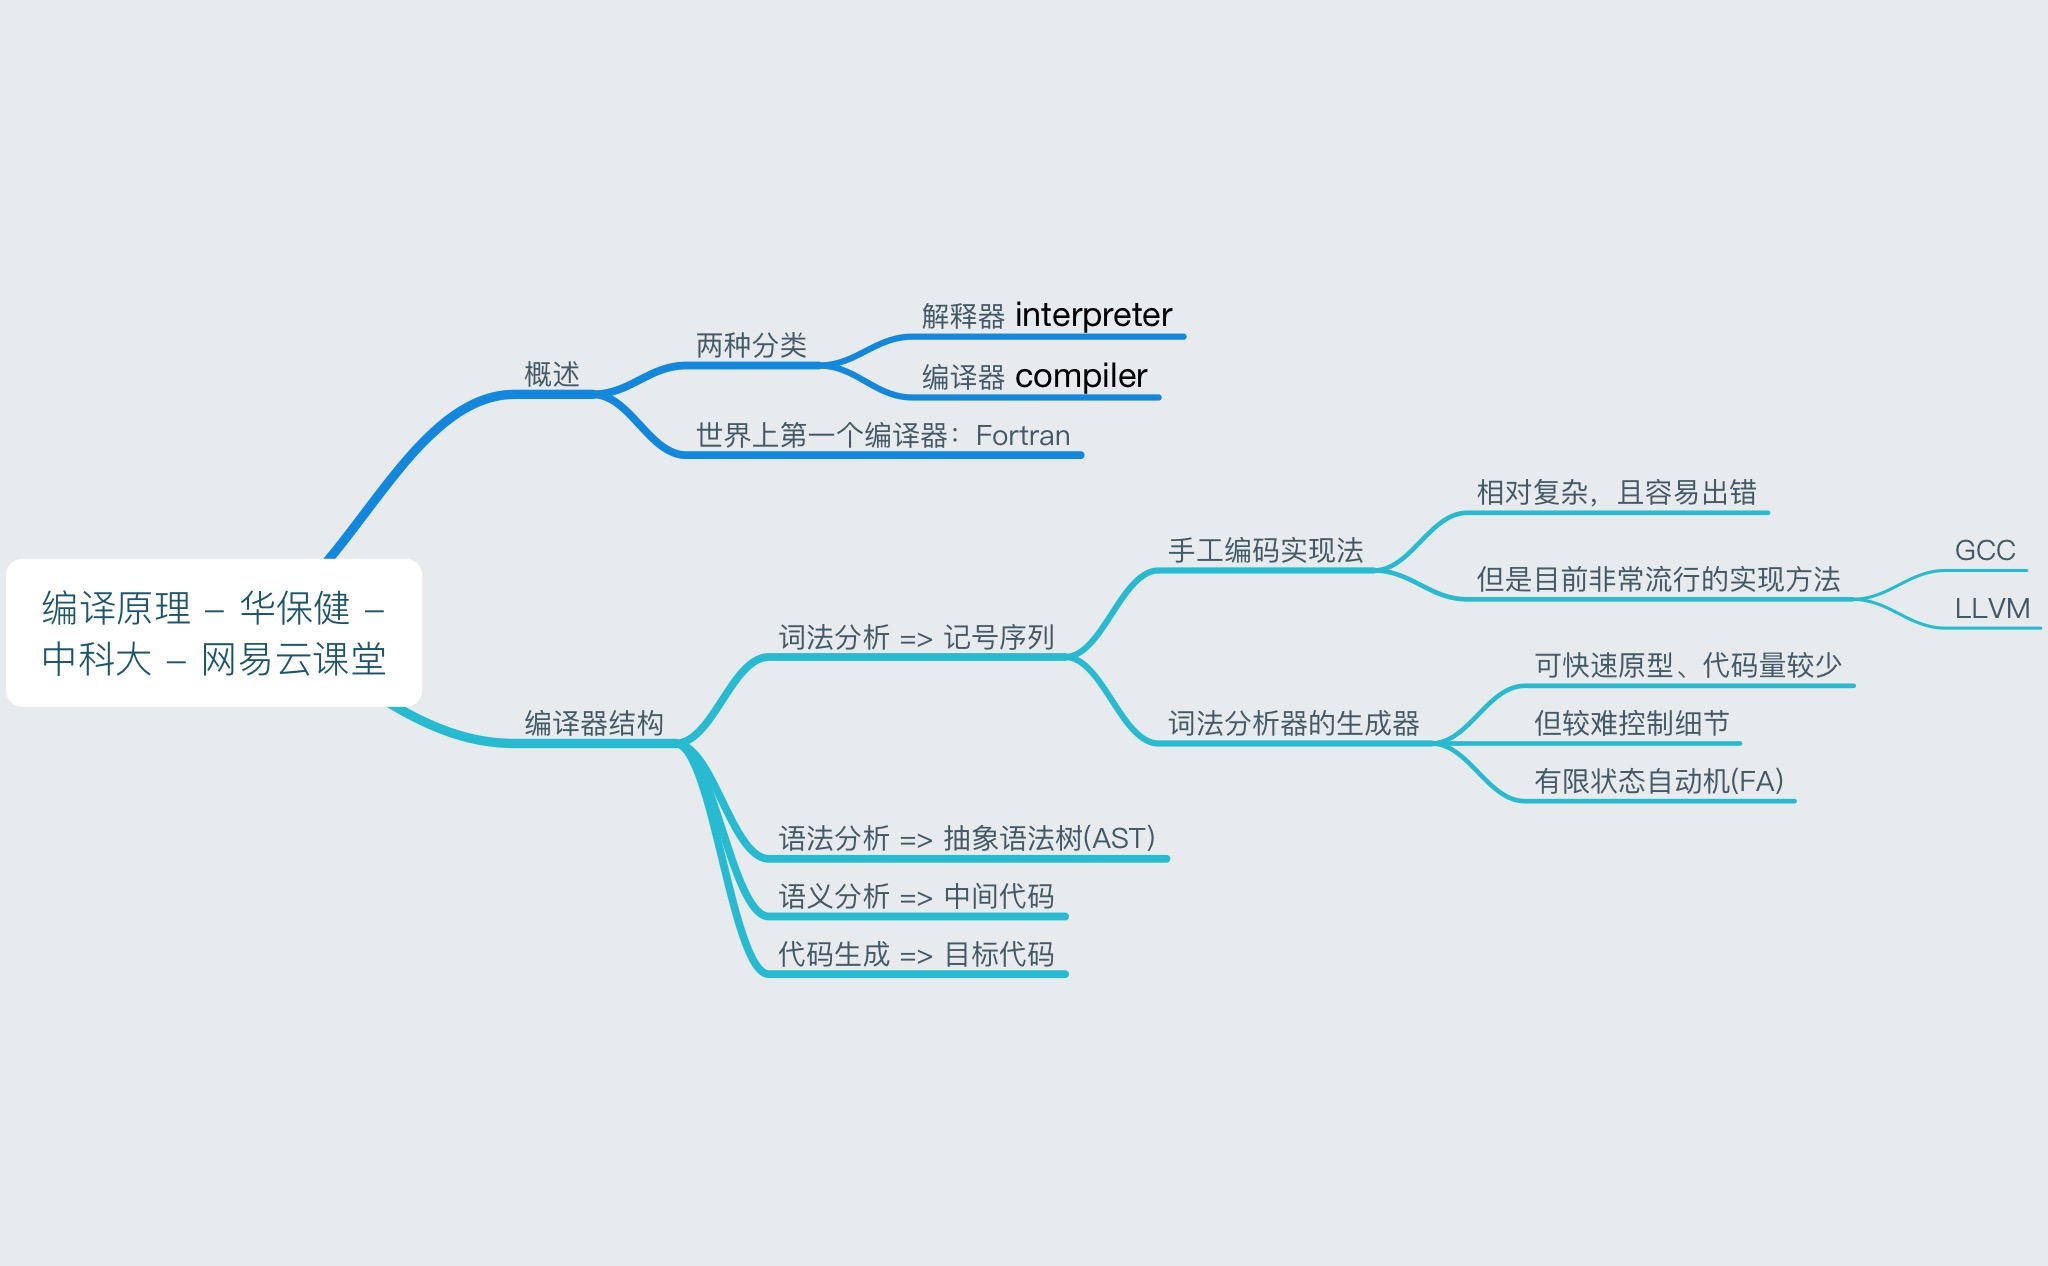 编译原理 – 华保健 –
中科大 – 网易云课堂
概述
两种分类
解释器 interpreter
编译器 compiler
世界上第一个编译器：Fortran
编译器结构
词法分析 => 记号序列
手工编码实现法
相对复杂，且容易出错
但是目前非常流行的实现方法
GCC
LLVM
词法分析器的生成器
可快速原型、代码量较少
但较难控制细节
有限状态自动机(FA)
语法分析 => 抽象语法树(AST)
语义分析 => 中间代码
代码生成 => 目标代码